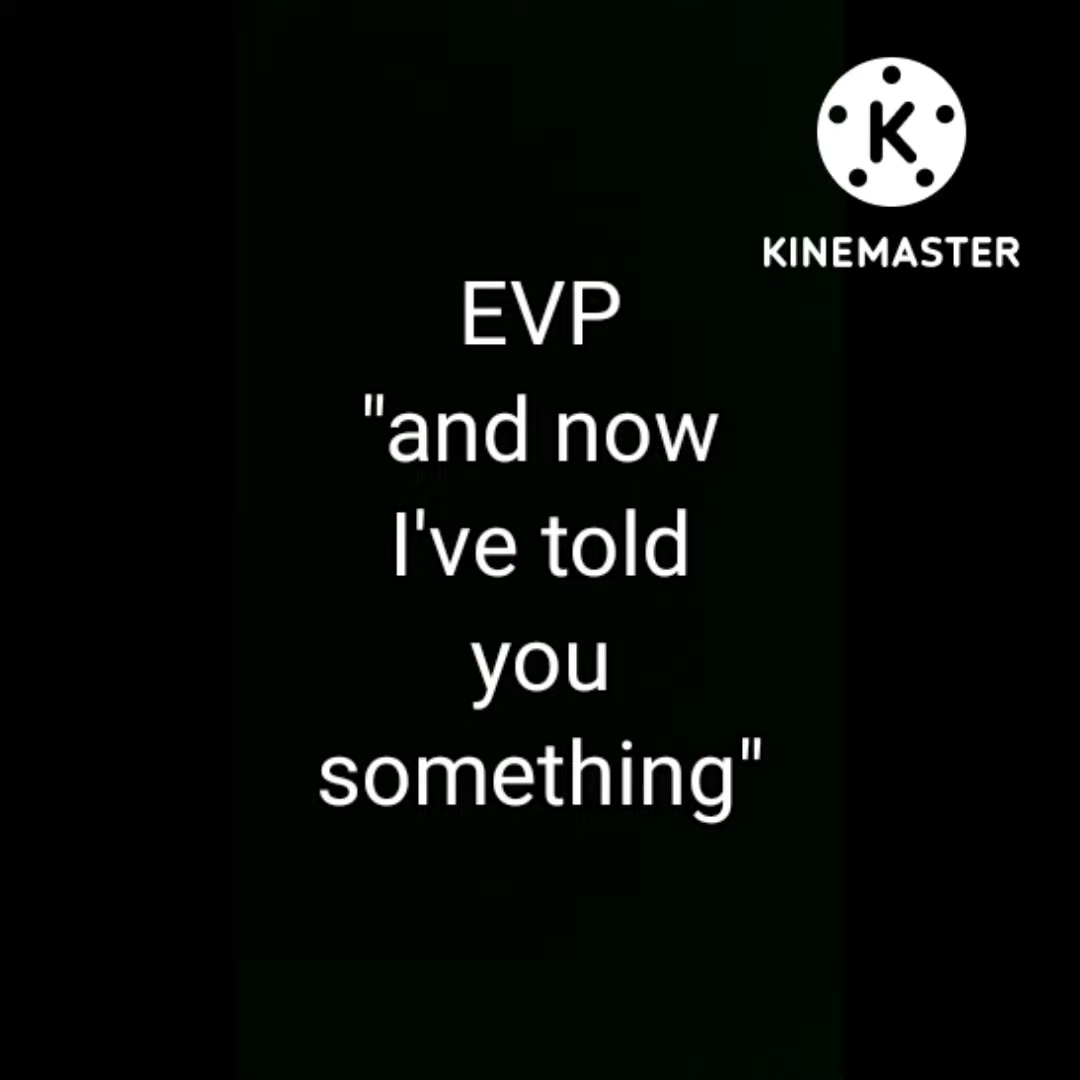 K
KINEMASTER
EVP
"and now
I've told
you
something"